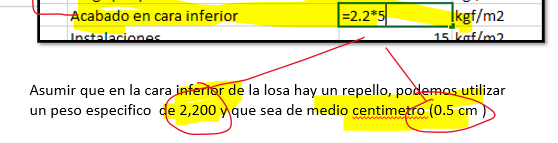 Acabado en cara inferior =2.2*5 kgf/m2
Instalaciones 15 kgf/m2
Asumir que en la cara inferior de la losa hay un repello, podemos utilizar
un peso especifico de 2,200 y que sea de medio centimetro (0.5 cm )